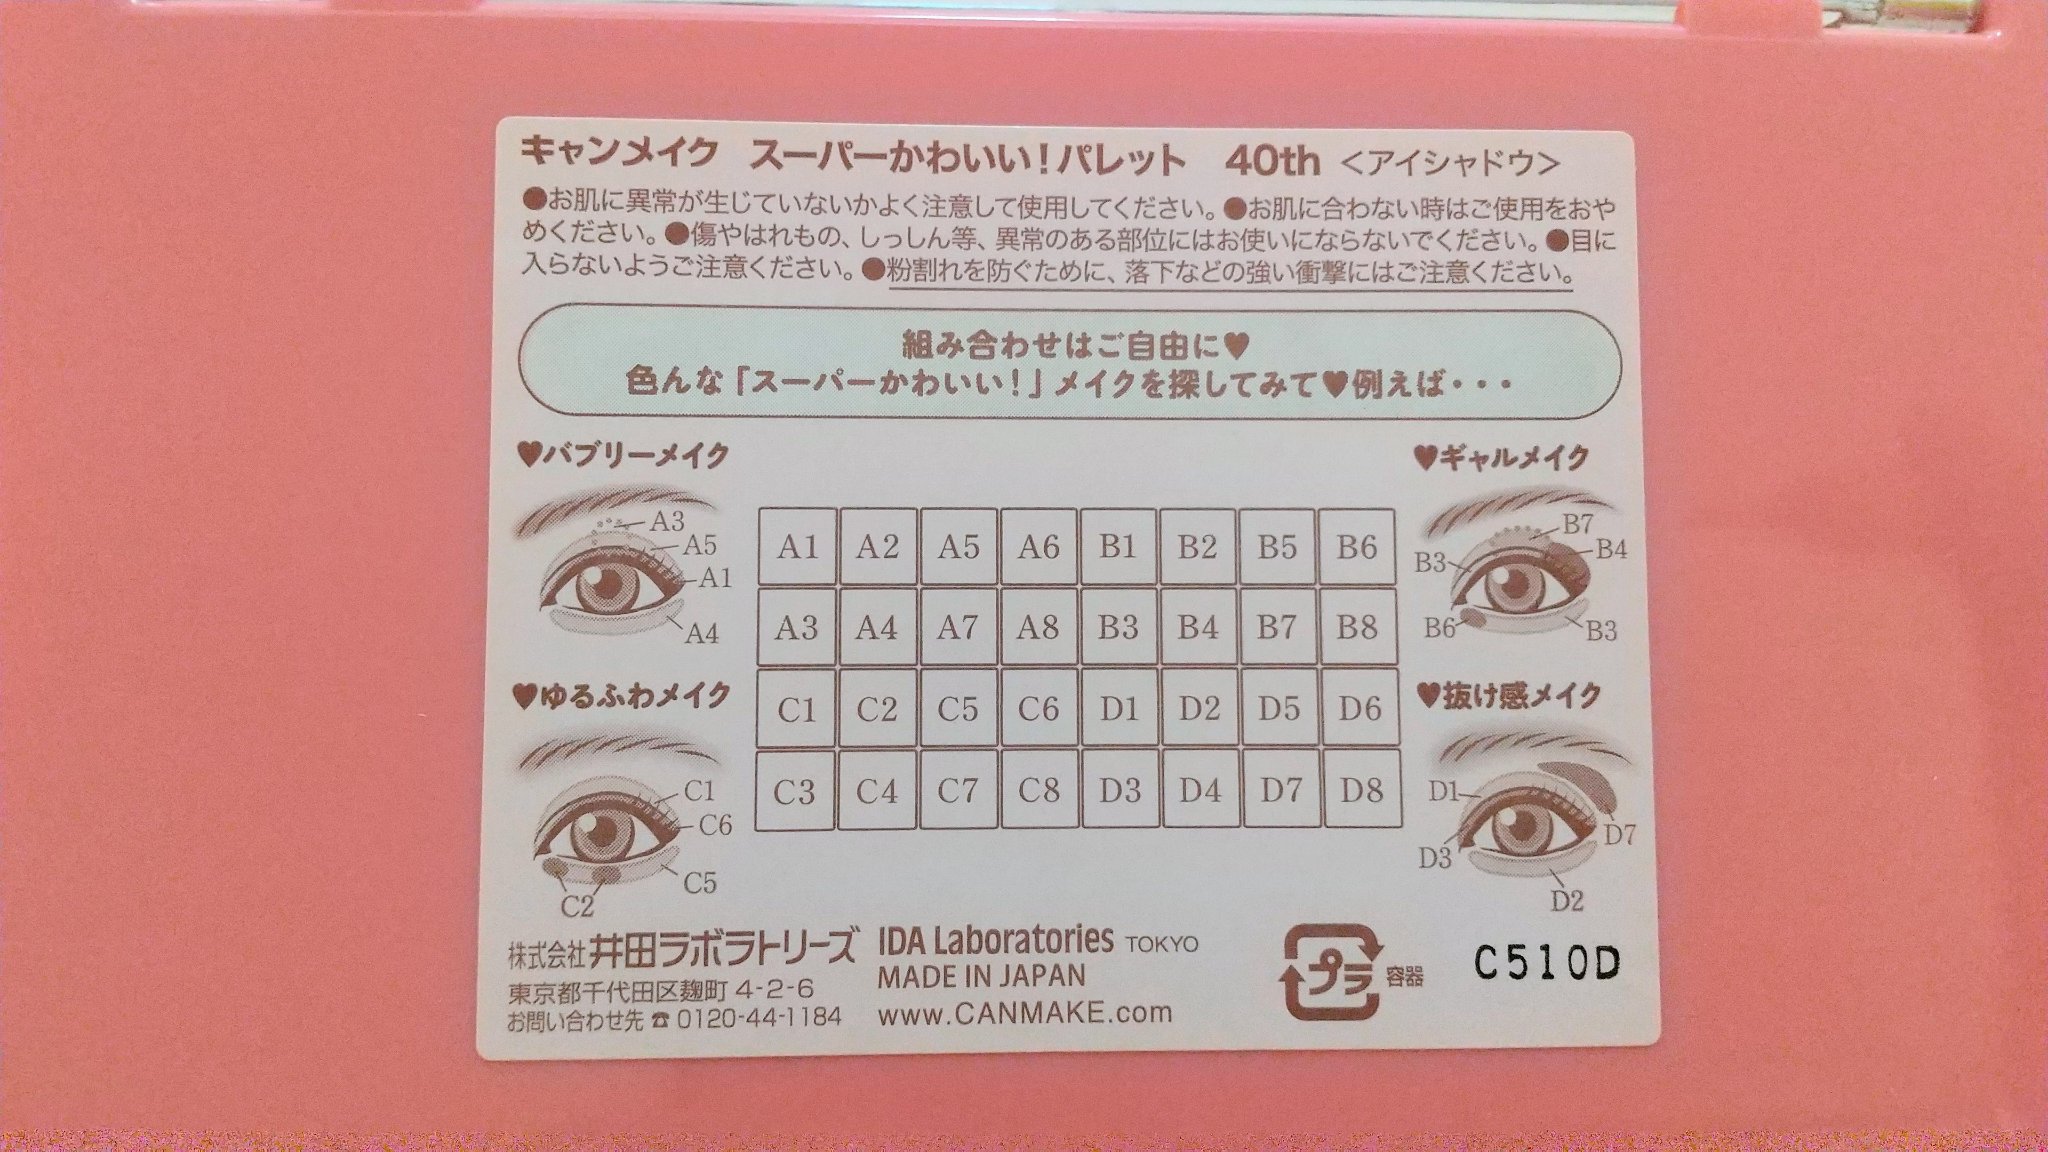 キャンメイク スーパーかわいい！パレット 40th <アイシャドウ>
●お肌に異常が生じていないかよく注意して使用してください。●お肌に合わない時はご使用をおや
めください。●傷やはれもの、しっしん等、異常のある部位にはお使いにならないでください。●目に
入らないようご注意ください。●粉割れを防ぐために、落下などの強い衝撃にはご注意ください。
組み合わせはご自由に♥
色んな「スーパーかわいい！」メイクを探してみて♥例えば・・・
♥バブリーメイク
A3
A5
A1
A4
♥ゆるふわメイク
C1
C6
C5
C2
A1 A2 A5 A6 B1 B2 B5 B6
A3 A4 A7 A8 B3 B4 B7 B8
C1 C2 C5 C6 D1 D2 D5 D6
C3 C4 C7 C8 D3 D4 D7 D8
♥ギャルメイク
B7
B4
B3
B6
B3
♥抜け感メイク
D1
D7
D3
D2
株式会社 井田ラボラトリーズ
東京都千代田区麹町 4-2-6
お問い合わせ先 ☎ 0120-44-1184
IDA Laboratories TOKYO
MADE IN JAPAN
www.CANMAKE.com
プラ 容器
C510D